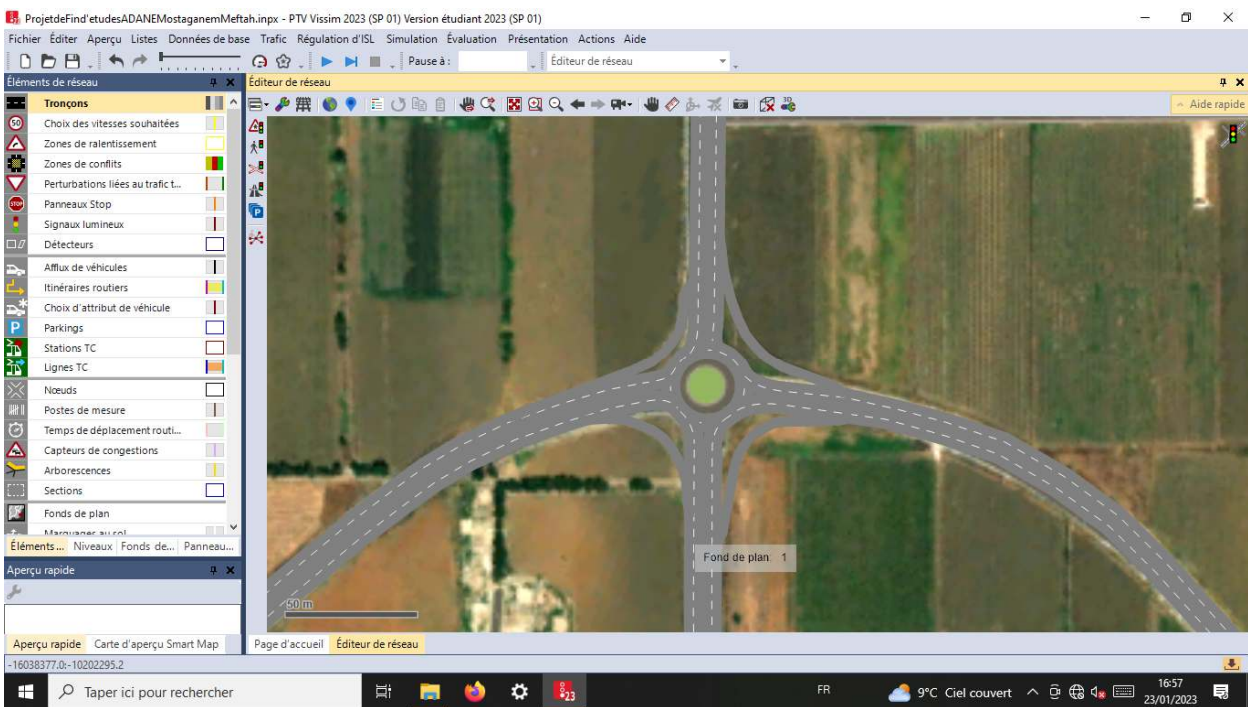 ProjetdeFind'etudesADANEMostaganemMeftah.inpx - PTV Vissim 2023 (SP 01) Version étudiant 2023 (SP 01)
Fichier Éditer Aperçu Listes Données de base Trafic Régulation d'ISL Simulation Évaluation Présentation Actions Aide
Pause à : Éditeur de réseau
Éléments de réseau
Éditeur de réseau
Tronçons
Aide rapide
50 Choix des vitesses souhaitées
Zones de ralentissement
Zones de conflits
Perturbations liées au trafic t...
STOP Panneaux Stop
Signaux lumineux
Détecteurs
Afflux de véhicules
Itinéraires routiers
Choix d'attribut de véhicule
P Parkings
Stations TC
Lignes TC
Nœuds
Postes de mesure
Temps de déplacement routi...
Capteurs de congestions
Arborescences
Sections
Fonds de plan
Marquages au sol
Éléments ... Niveaux Fonds de... Panneau...
Aperçu rapide
Fond de plan: 1
50 m
Aperçu rapide Carte d'aperçu Smart Map
Page d'accueil Éditeur de réseau
-16038377.0:-10202295.2
Taper ici pour rechercher
23
FR
9°C Ciel couvert
16:57
23/01/2023